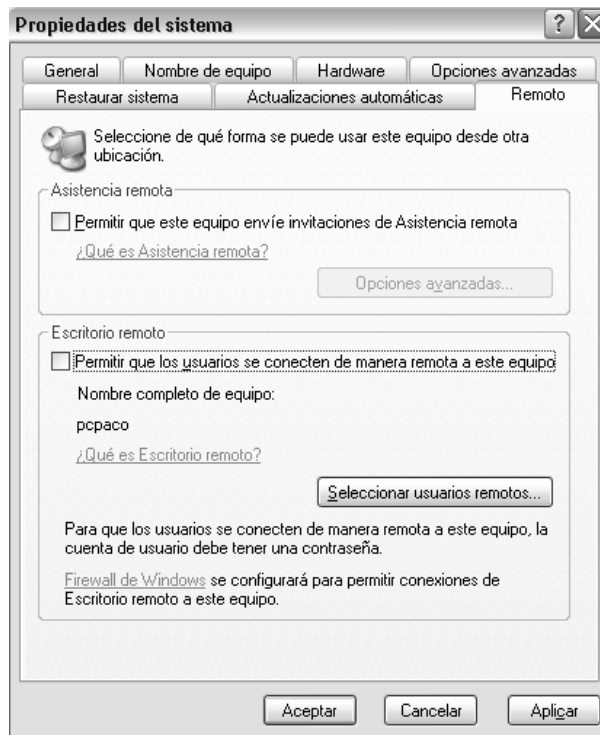 Propiedades del sistema
General Nombre de equipo Hardware Opciones avanzadas
Restaurar sistema Actualizaciones automáticas Remoto
Seleccione de qué forma se puede usar este equipo desde otra
ubicación.
Asistencia remota
Permitir que este equipo envíe invitaciones de Asistencia remota
¿Qué es Asistencia remota?
Opciones avanzadas...
Escritorio remoto
Permitir que los usuarios se conecten de manera remota a este equipo
Nombre completo de equipo:
pcpaco
¿Qué es Escritorio remoto?
Seleccionar usuarios remotos...
Para que los usuarios se conecten de manera remota a este equipo, la
cuenta de usuario debe tener una contraseña.
Firewall de Windows se configurará para permitir conexiones de
Escritorio remoto a este equipo.
Aceptar Cancelar Aplicar